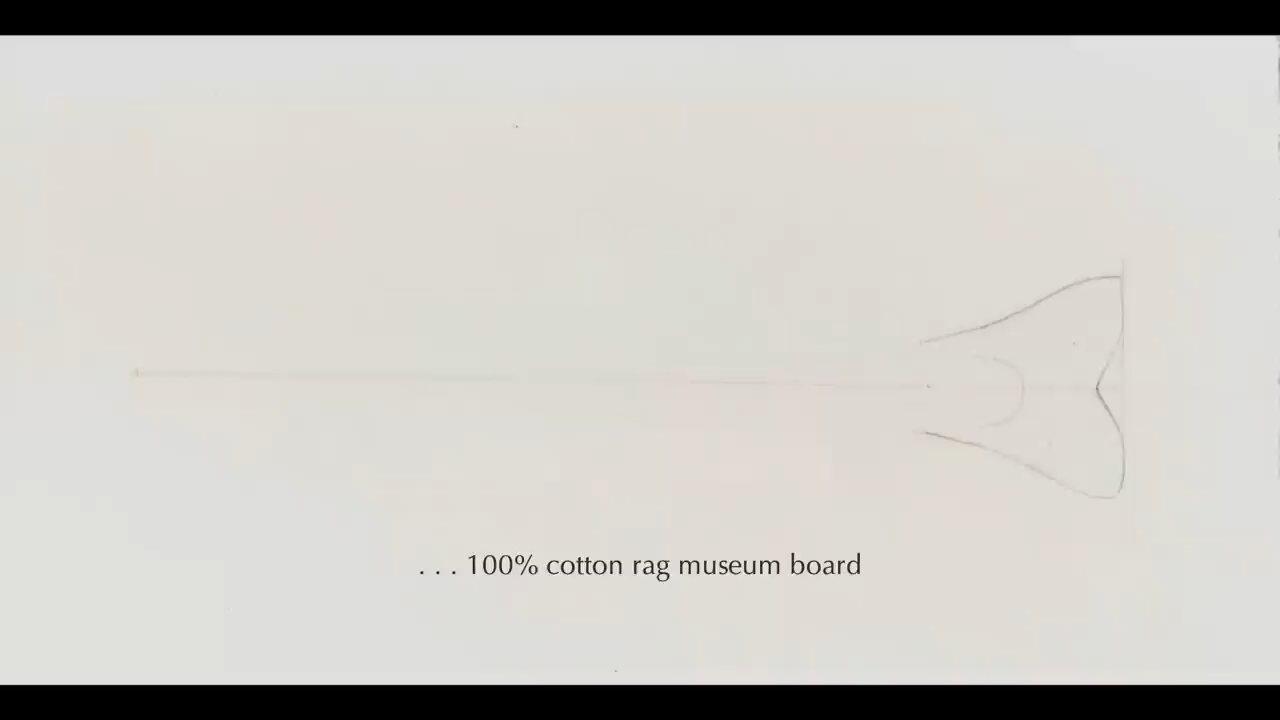 . . . 100% cotton rag museum board